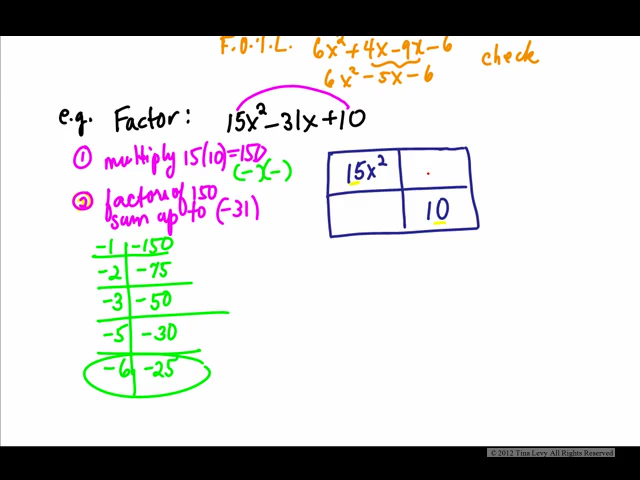 F.O.I.L. 6x²+4x-9x-6
6x²-5x-6 check
e.g. Factor: 15x²-31x+10
① multiply 15(10)=150
(-)(-)
② factors of 150
sum up to (-31)
-1 -150
-2 -75
-3 -50
-5 -30
-6 -25
15x²
10
© 2012 Tina Levy All Rights Reserved